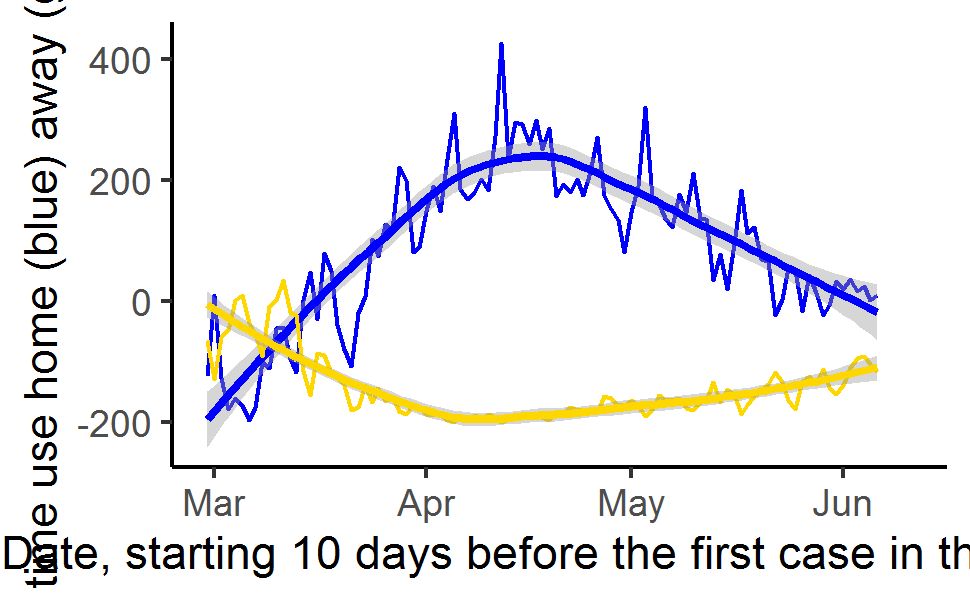 time use home (blue) away (
400
200
0
-200
Mar Apr May Jun
Date, starting 10 days before the first case in th